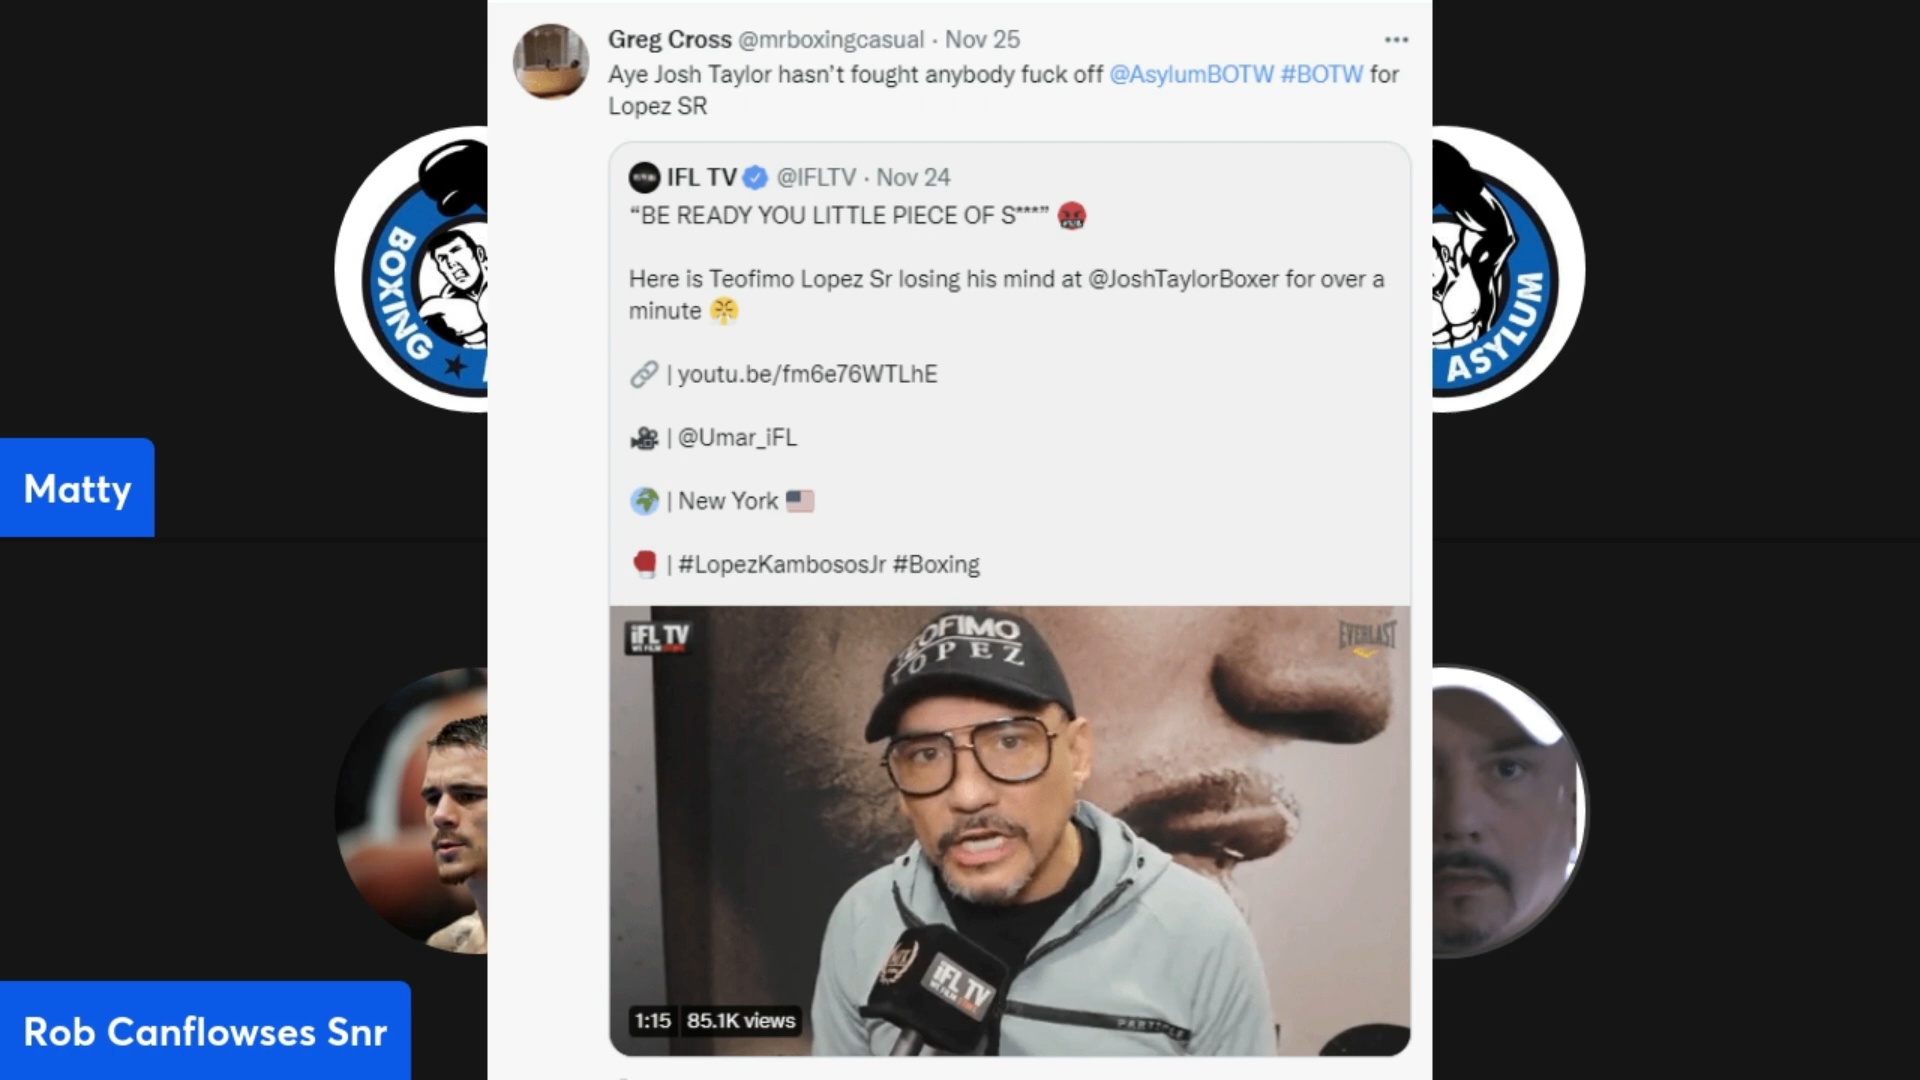 Greg Cross @mrboxingcasual · Nov 25
Aye Josh Taylor hasn't fought anybody fuck off @AsylumBOTW #BOTW for
Lopez SR
IFL TV @IFLTV · Nov 24
“BE READY YOU LITTLE PIECE OF S***”
Here is Teofimo Lopez Sr losing his mind at @JoshTaylorBoxer for over a
minute
| youtu.be/fm6e76WTLhE
| @Umar_iFL
| New York
| #LopezKambososJr #Boxing
iFL TV
EVERLAST
TEOFIMO
LOPEZ
iFL TV
PARTICLE
1:15 85.1K views
BOXING
ASYLUM
Matty
Rob Canflowses Snr